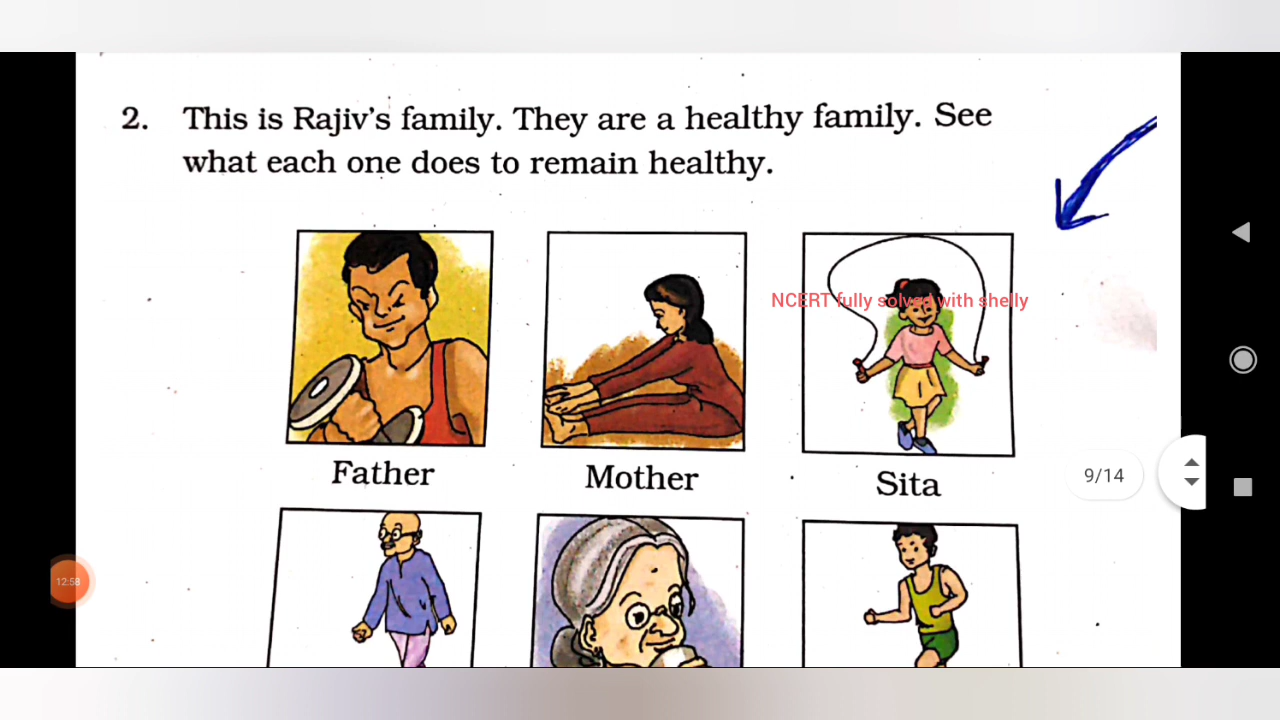 2. This is Rajiv's family. They are a healthy family. See
what each one does to remain healthy.
NCERT fully solved with shelly
Father Mother Sita
9/14
12:58